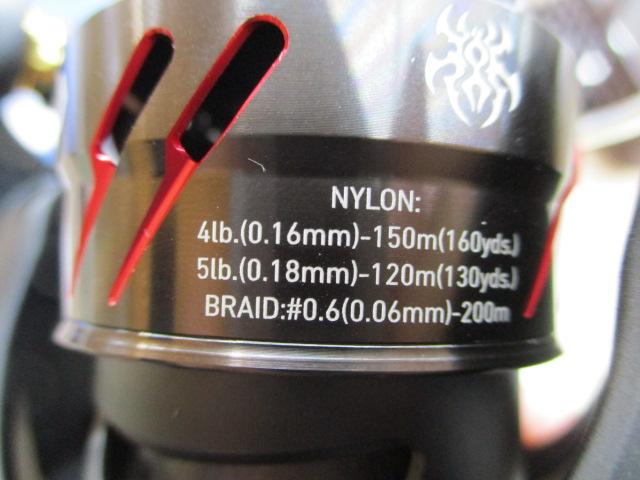 NYLON:
4lb.(0.16mm)-150m(160yds.)
5lb.(0.18mm)-120m(130yds.)
BRAID:#0.6(0.06mm)-200m